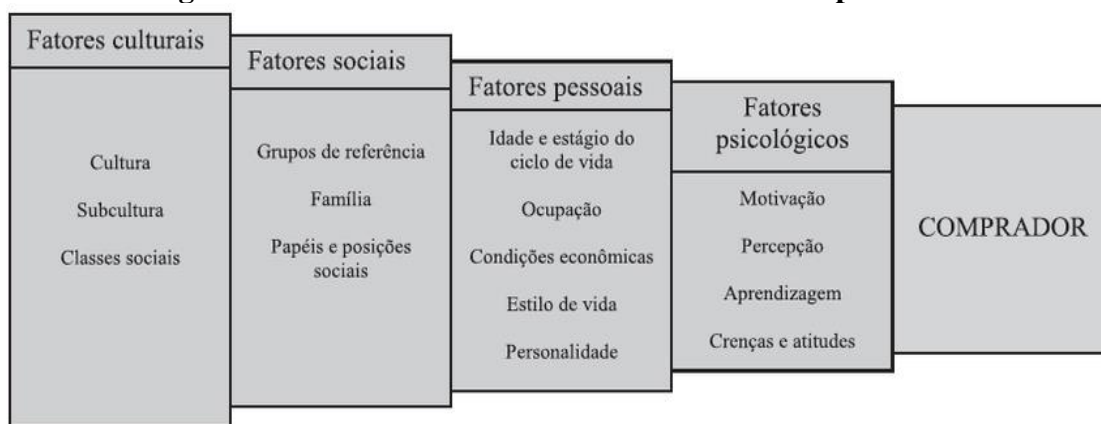 Fatores culturais
Cultura
Subcultura
Classes sociais
Fatores sociais
Grupos de referência
Família
Papéis e posições
sociais
Fatores pessoais
Idade e estágio do
ciclo de vida
Ocupação
Condições econômicas
Estilo de vida
Personalidade
Fatores
psicológicos
Motivação
Percepção
Aprendizagem
Crenças e atitudes
COMPRADOR